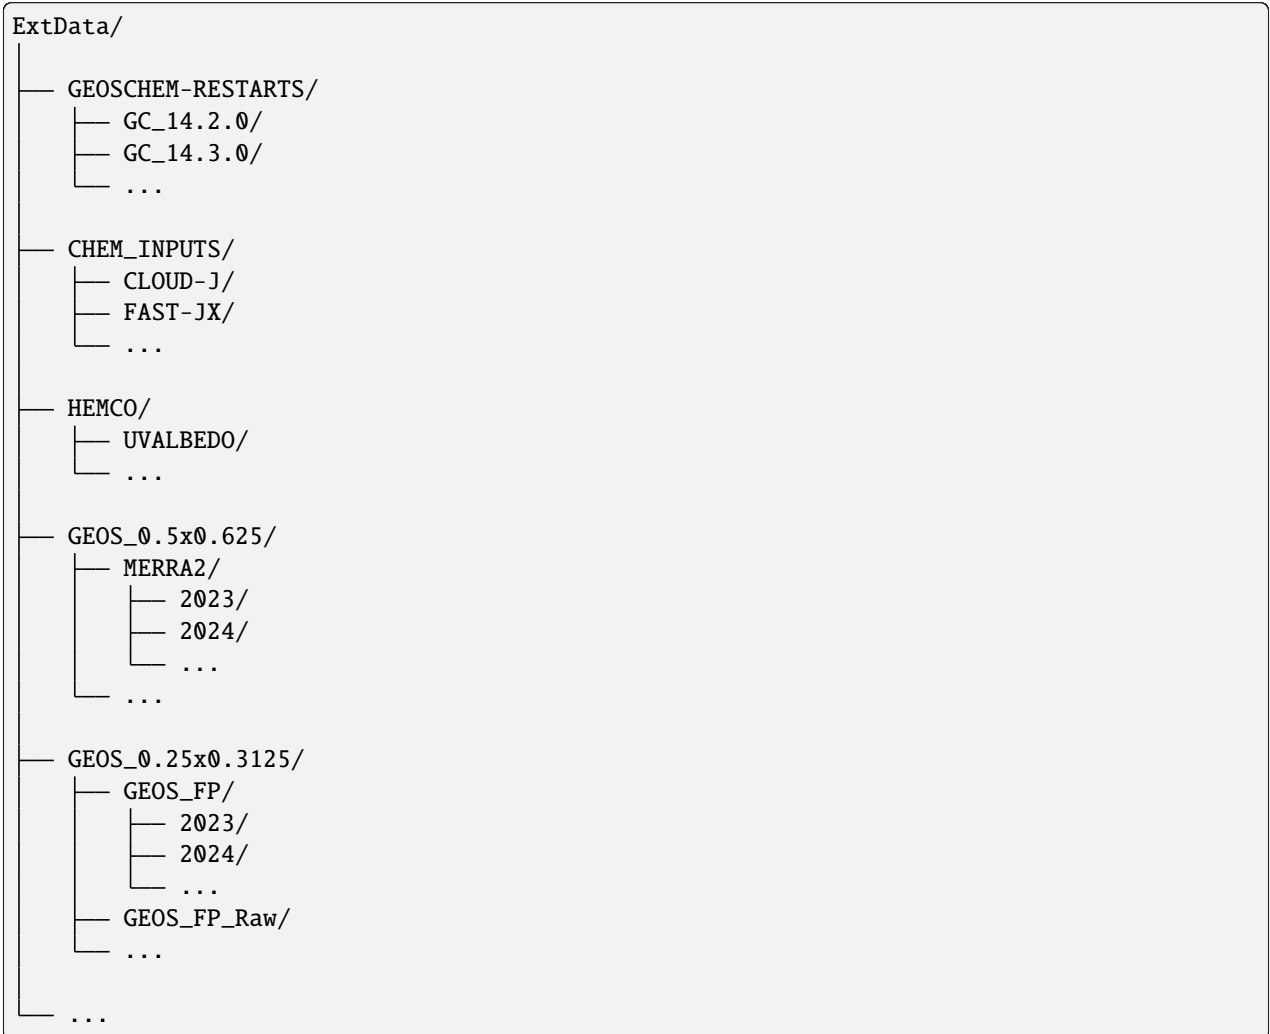 ExtData/
GEOSCHEM-RESTARTS/
GC_14.2.0/
GC_14.3.0/
...
CHEM_INPUTS/
CLOUD-J/
FAST-JX/
...
HEMCO/
UVALBEDO/
...
GEOS_0.5x0.625/
MERRA2/
2023/
2024/
...
...
GEOS_0.25x0.3125/
GEOS_FP/
2023/
2024/
...
GEOS_FP_Raw/
...
...